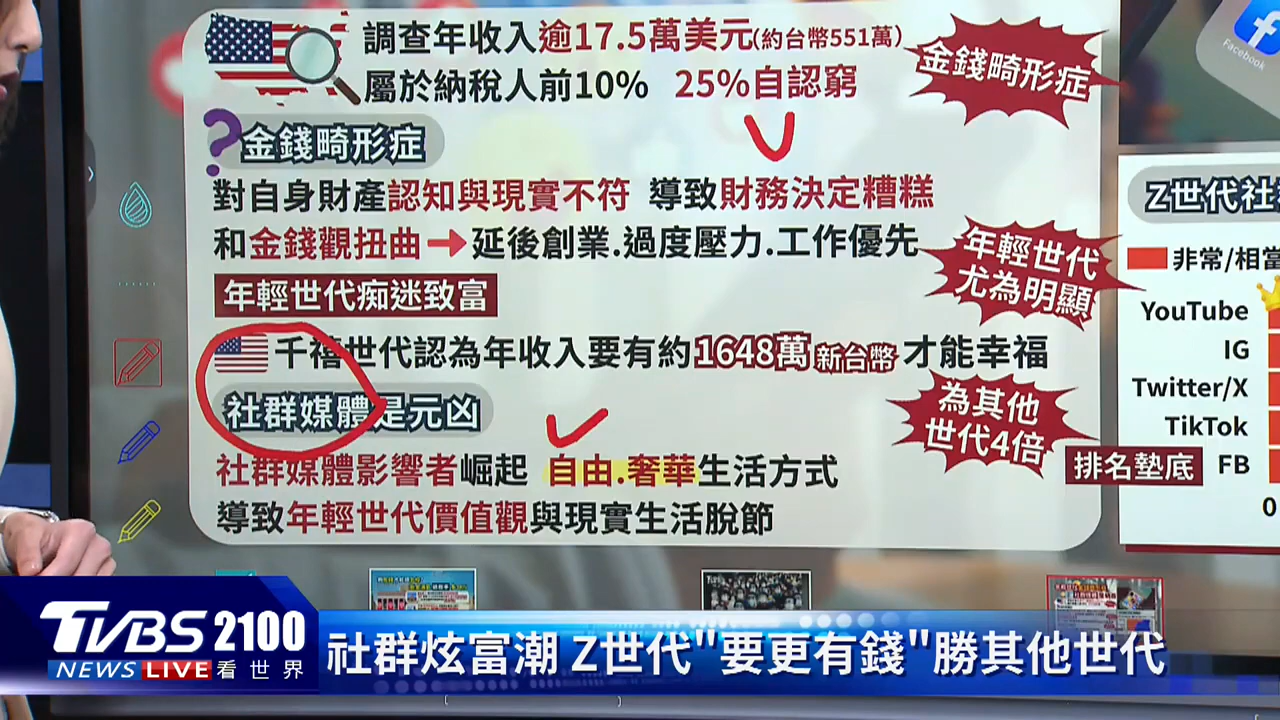 調查年收入逾17.5萬美元(約台幣551萬)
屬於納稅人前10% 25%自認窮
金錢畸形症
?金錢畸形症
對自身財產認知與現實不符 導致財務決定糟糕
和金錢觀扭曲→延後創業.過度壓力.工作優先
年輕世代
尤為明顯
年輕世代痴迷致富
千禧世代認為年收入要有約1648萬新台幣才能幸福
為其他
世代4倍
社群媒體是元凶
社群媒體影響者崛起 自由.奢華生活方式
導致年輕世代價值觀與現實生活脫節
Facebook
Z世代社
非常/相當
YouTube
IG
Twitter/X
TikTok
排名墊底 FB
0
TVBS 2100
NEWS LIVE 看世界
社群炫富潮 Z世代"要更有錢"勝其他世代